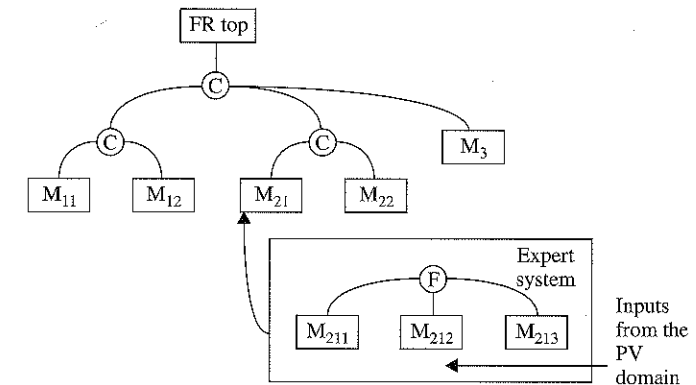 FR top
C
C
C
M₃
M₁₁
M₁₂
M₂₁
M₂₂
Expert
system
F
M₂₁₁
M₂₁₂
M₂₁₃
Inputs
from the
PV
domain